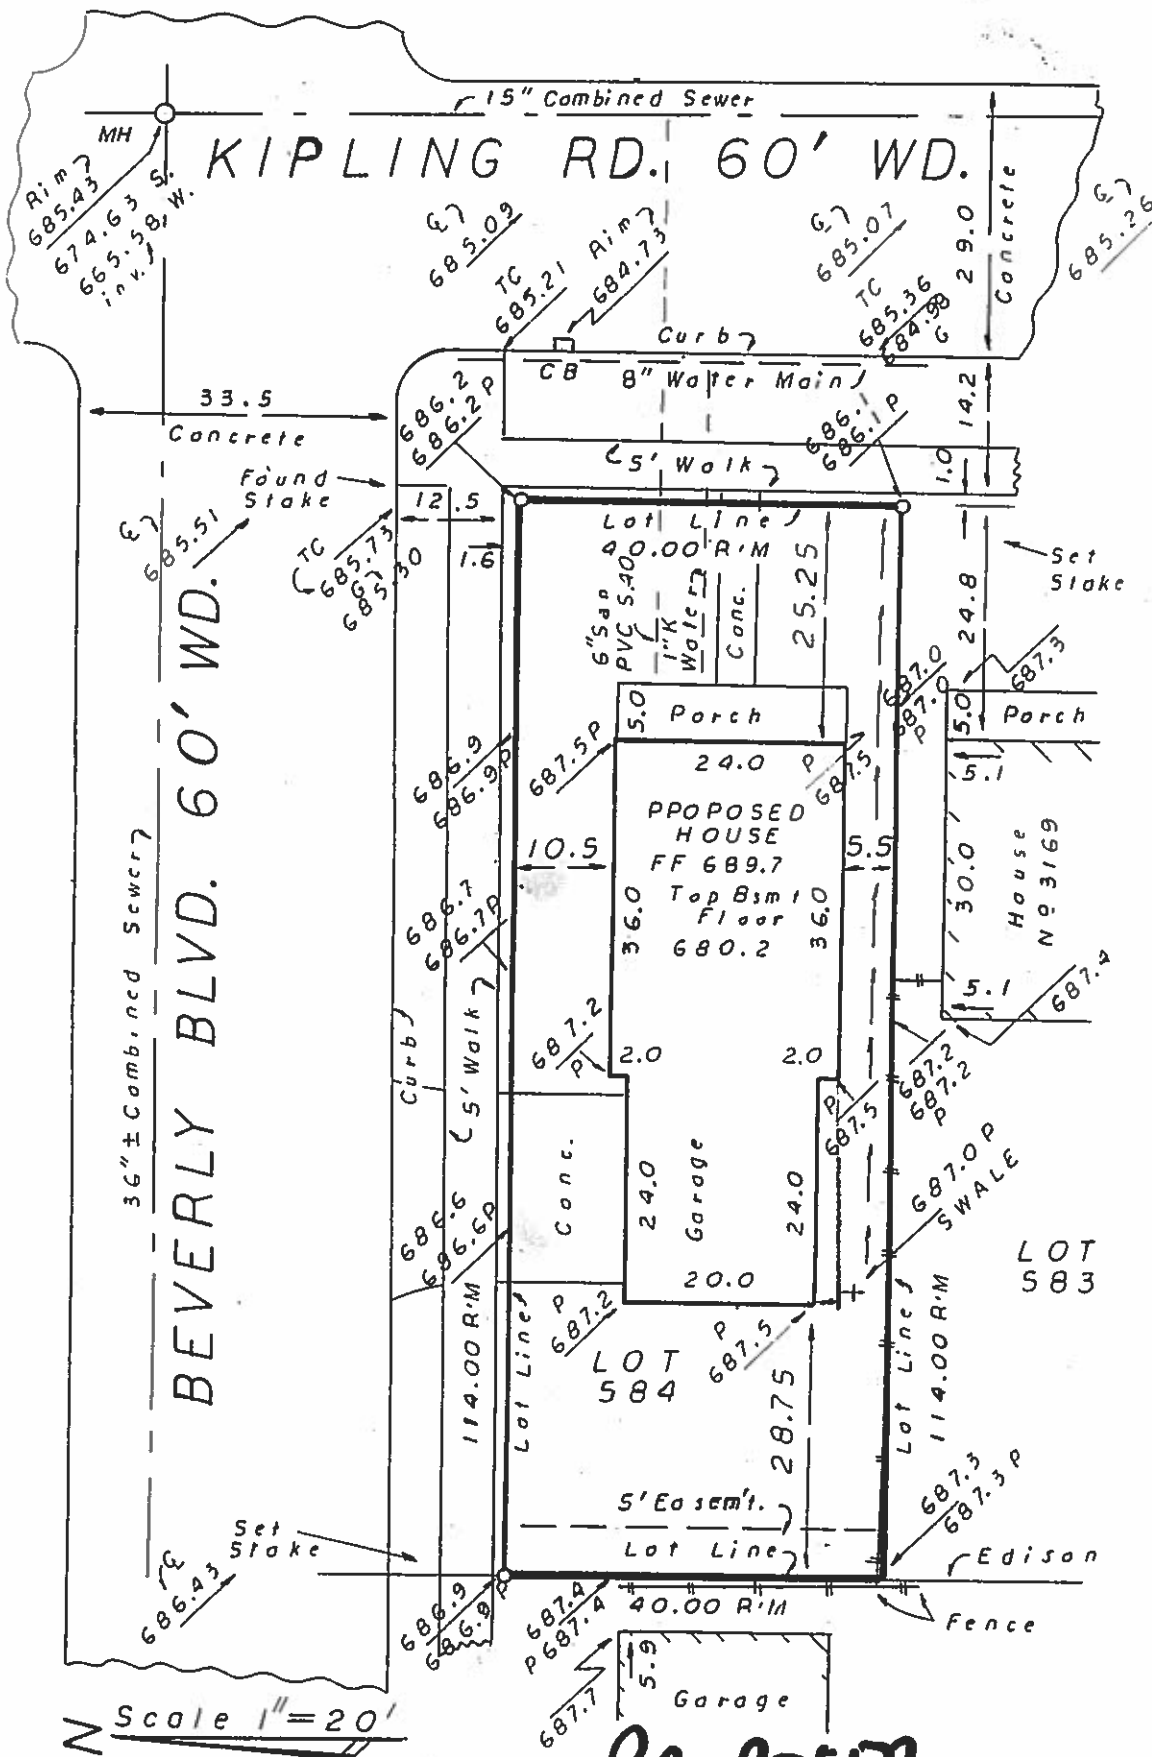 15" Combined Sewer
MH
KIPLING RD. 60' WD.
Rim
685.43
674.63 S.
665.58 W.
inv.
685.09
TC
685.21
Rim
684.73
685.07
TC
685.36
684.98
G
29.0
Concrete
685.26
Curb
CB
8" Water Main
33.5
Concrete
686.2
686.2 P
686.1
686.1 P
14.2
5' Walk
1.0
Found
Stake
12.5
1.6
685.51
TC
685.73
G
685.30
Lot Line
40.00 R'M
6" San
PVC 5.40
1" K
Water
Conc.
25.25
Set
Stake
24.8
687.3
687.0
687.0
P
5.0
Porch
5.0
Porch
686.9
686.9 P
687.5 P
24.0
P
687.5
5.1
PPOPOSED
HOUSE
FF 689.7
Top Bsmt
Floor
680.2
10.5
5.5
36.0
36.0
30.0
House
No 3169
686.7
686.7 P
5.1
687.4
36" ± Combined Sewer
BEVERLY BLVD. 60' WD.
Curb
5' Walk
687.2
P
2.0
2.0
687.2
687.2
P
P
687.5
687.0 P
SWALE
Conc.
24.0
Garage
24.0
686.6
686.6 P
20.0
LOT
583
114.00 R'M
Lot Line
P
687.2
P
687.5
LOT
584
28.75
Lot Line
114.00 R'M
5' Easem't.
Lot Line
687.3
687.3 P
Edison
Set
Stake
686.43
686.9
686.9 P
687.4
P 687.4
40.00 R'M
Fence
687.7
5.9
Garage
N
Scale 1" = 20'